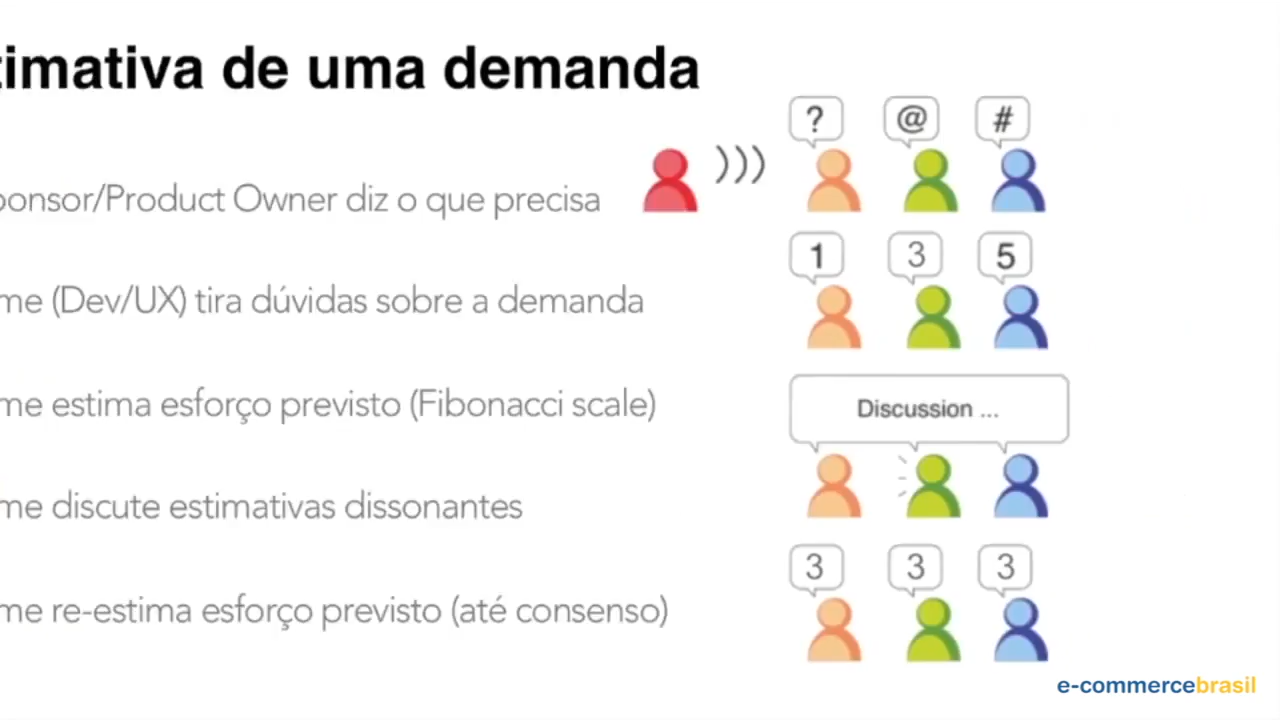 timativa de uma demanda
? @ #
ponsor/Product Owner diz o que precisa
)))
1 3 5
me (Dev/UX) tira dúvidas sobre a demanda
me estima esforço previsto (Fibonacci scale)
Discussion ...
me discute estimativas dissonantes
3 3 3
me re-estima esforço previsto (até consenso)
e-commercebrasil